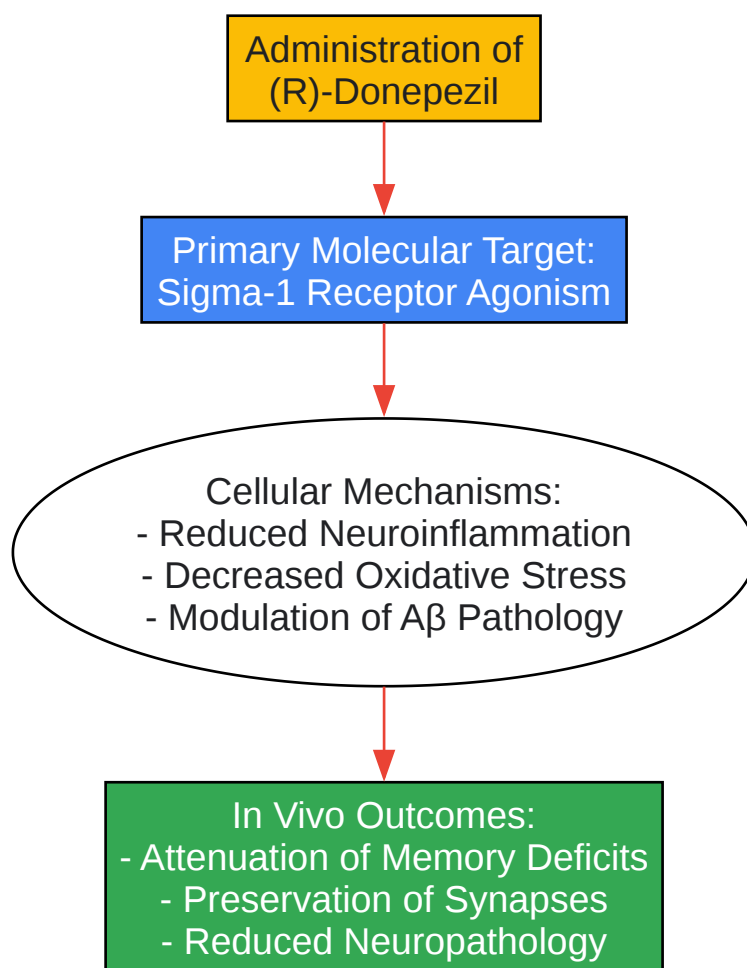 Administration of
(R)-Donepezil
Primary Molecular Target:
Sigma-1 Receptor Agonism
Cellular Mechanisms:
- Reduced Neuroinflammation
- Decreased Oxidative Stress
- Modulation of Aβ Pathology
In Vivo Outcomes:
- Attenuation of Memory Deficits
- Preservation of Synapses
- Reduced Neuropathology